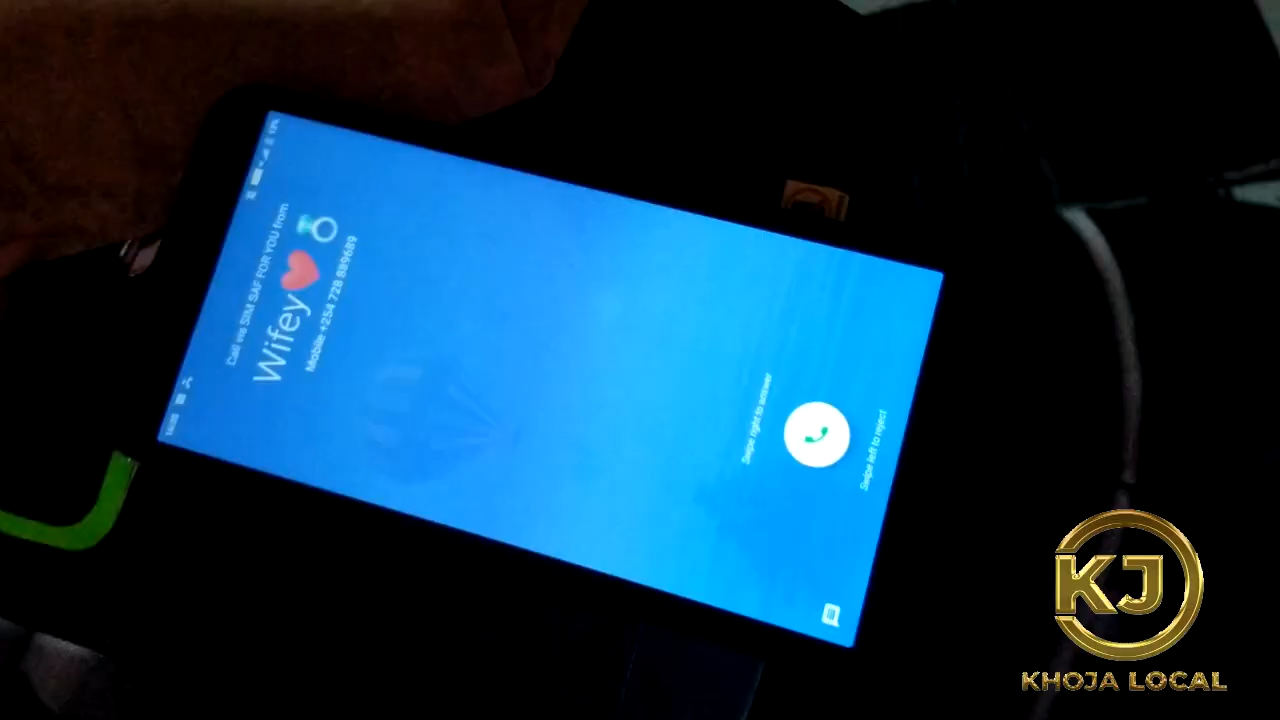 13%
Call via SIM SAF FOR YOU from
Wifey❤️💍
Mobile +254 728 889689
Swipe right to answer
Swipe left to reject
KJ
KHOJA LOCAL